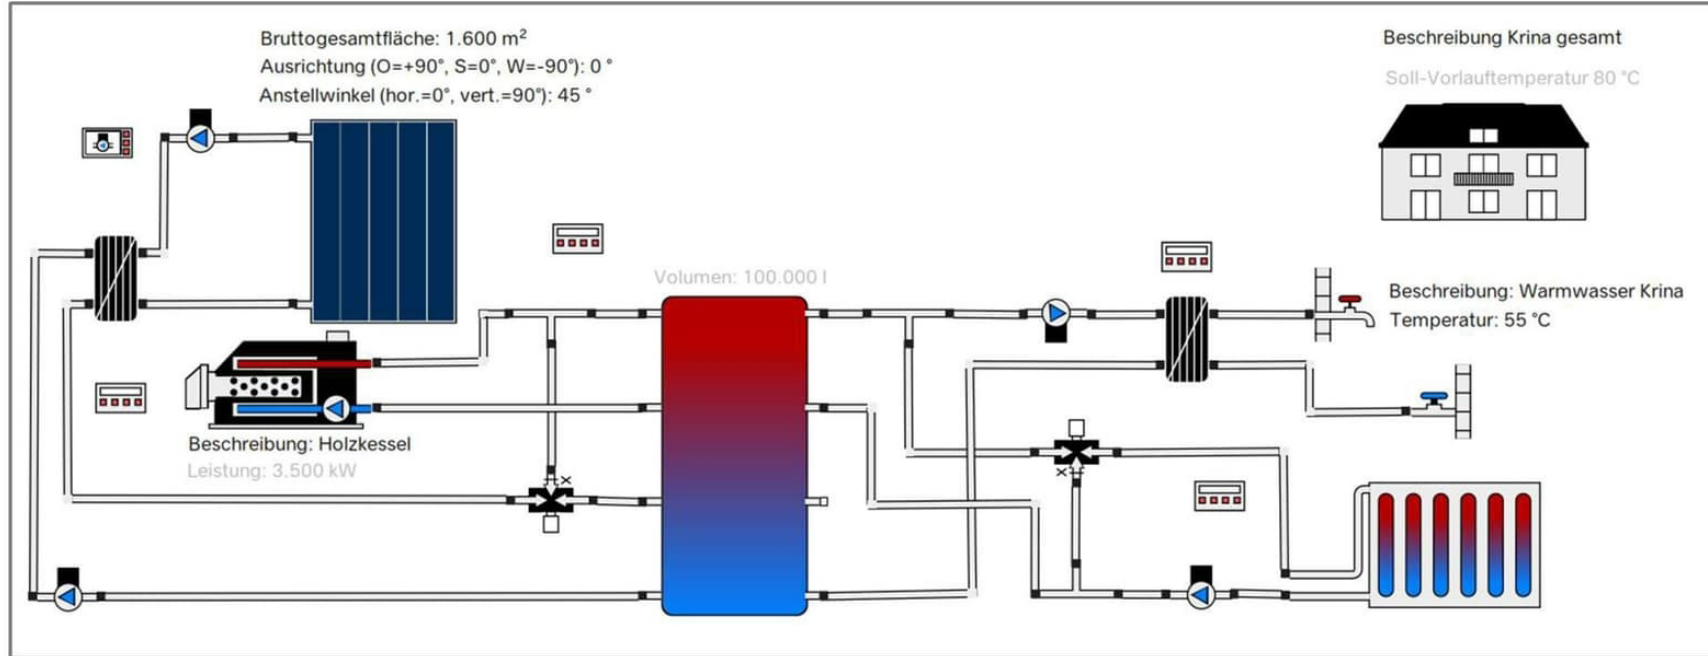 Bruttogesamtfläche: 1.600 m²
Ausrichtung (O=+90°, S=0°, W=-90°): 0 °
Anstellwinkel (hor.=0°, vert.=90°): 45 °
Beschreibung Krina gesamt
Soll-Vorlauftemperatur 80 °C
Volumen: 100.000 l
Beschreibung: Warmwasser Krina
Temperatur: 55 °C
Beschreibung: Holzkessel
Leistung: 3.500 kW
x
x